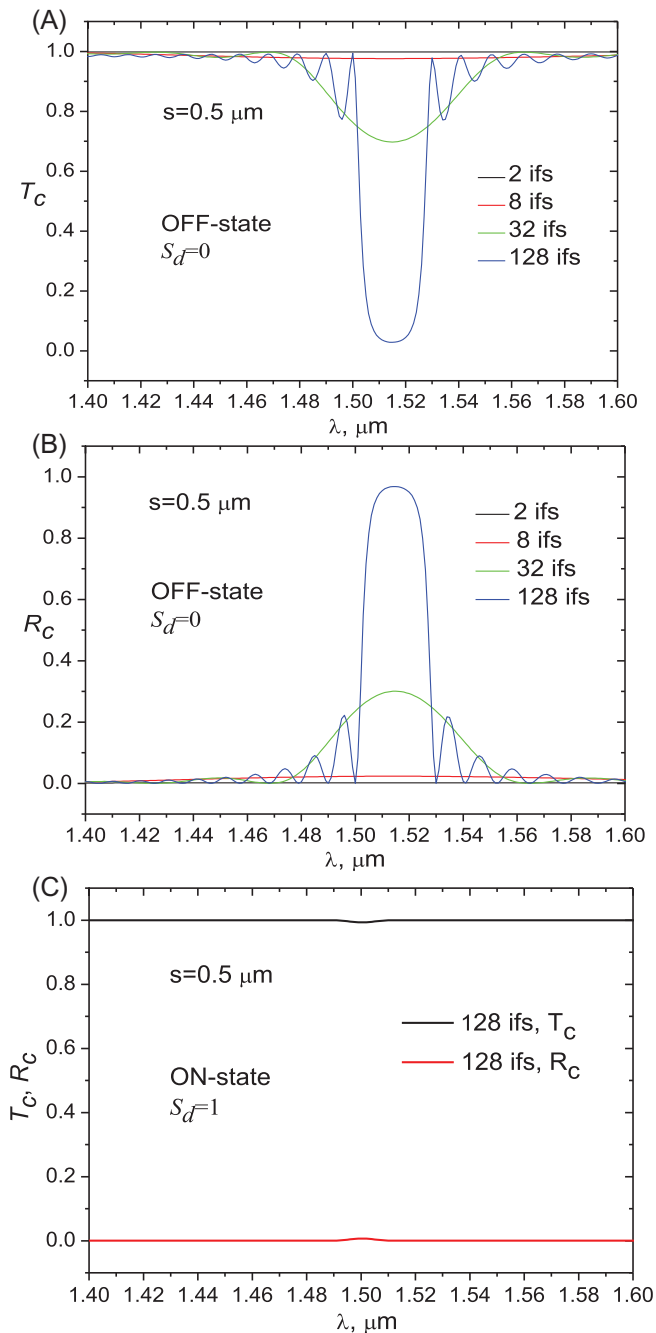 (A)
1.0
0.8
0.6
0.4
0.2
0.0
T_c
s=0.5 μm
OFF-state
S_d=0
2 ifs
8 ifs
32 ifs
128 ifs
1.40 1.42 1.44 1.46 1.48 1.50 1.52 1.54 1.56 1.58 1.60
λ, μm
(B)
1.0
0.8
0.6
0.4
0.2
0.0
R_c
s=0.5 μm
OFF-state
S_d=0
2 ifs
8 ifs
32 ifs
128 ifs
1.40 1.42 1.44 1.46 1.48 1.50 1.52 1.54 1.56 1.58 1.60
λ, μm
(C)
1.0
0.8
0.6
0.4
0.2
0.0
T_c, R_c
s=0.5 μm
ON-state
S_d=1
128 ifs, T_c
128 ifs, R_c
1.40 1.42 1.44 1.46 1.48 1.50 1.52 1.54 1.56 1.58 1.60
λ, μm